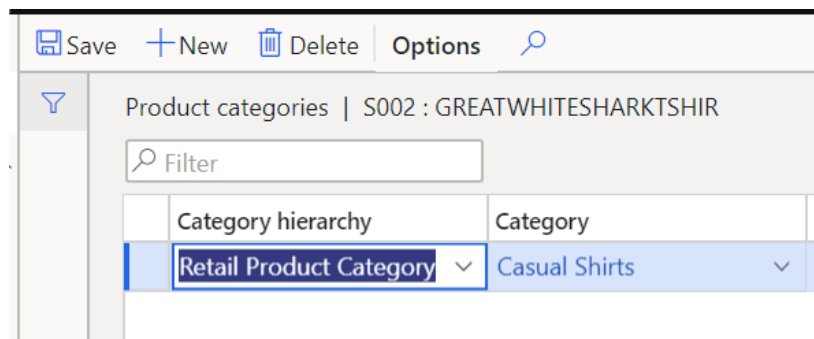 Save New Delete Options
Product categories | S002 : GREATWHITESHARKTSHIR
Filter
Category hierarchy Category
Retail Product Category Casual Shirts